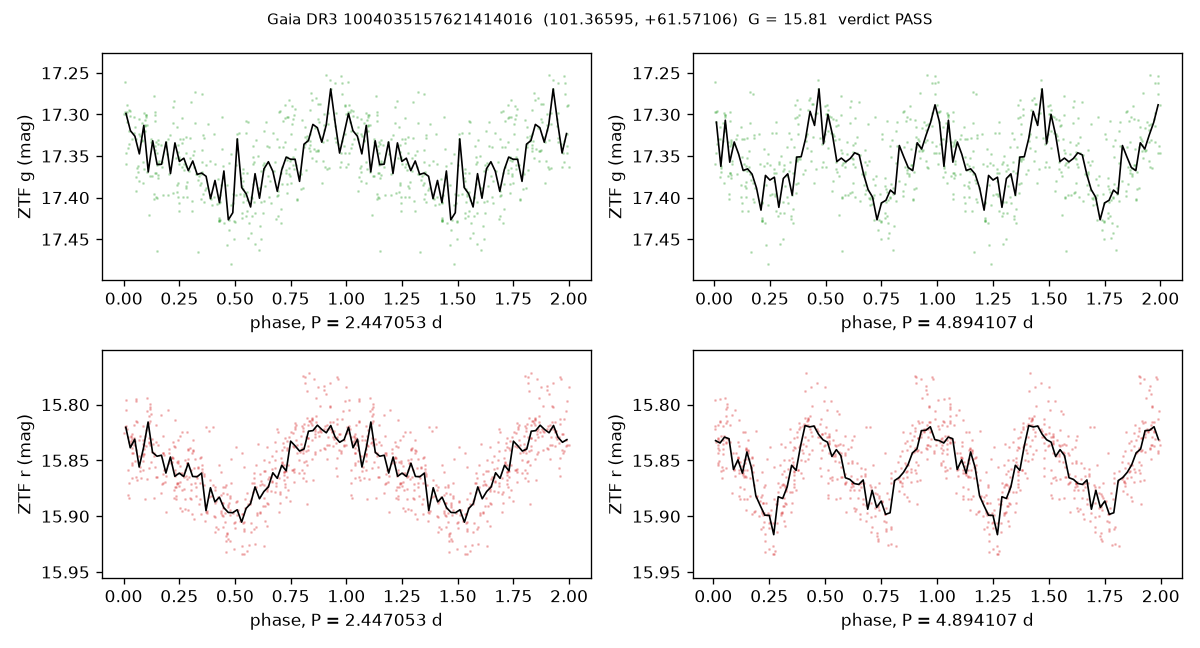 Gaia DR3 1004035157621414016 (101.36595, +61.57106) G = 15.81 verdict PASS
17.25
17.30
17.35
17.40
17.45
ZTF g (mag)
0.00 0.25 0.50 0.75 1.00 1.25 1.50 1.75 2.00
phase, P = 2.447053 d
17.25
17.30
17.35
17.40
17.45
ZTF g (mag)
0.00 0.25 0.50 0.75 1.00 1.25 1.50 1.75 2.00
phase, P = 4.894107 d
15.80
15.85
15.90
15.95
ZTF r (mag)
0.00 0.25 0.50 0.75 1.00 1.25 1.50 1.75 2.00
phase, P = 2.447053 d
15.80
15.85
15.90
15.95
ZTF r (mag)
0.00 0.25 0.50 0.75 1.00 1.25 1.50 1.75 2.00
phase, P = 4.894107 d